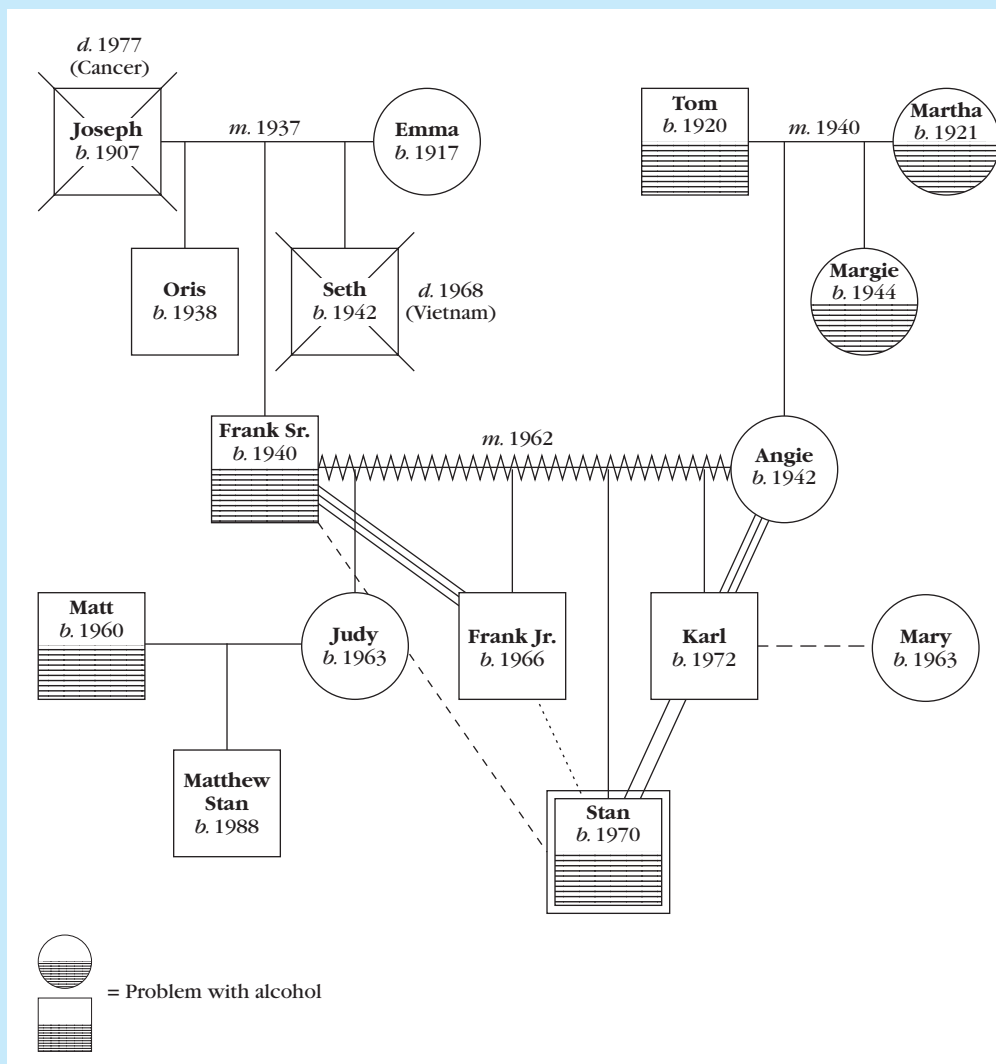 d. 1977
(Cancer)
Joseph
b. 1907
m. 1937
Emma
b. 1917
Tom
b. 1920
m. 1940
Martha
b. 1921
Oris
b. 1938
Seth
b. 1942
d. 1968
(Vietnam)
Margie
b. 1944
Frank Sr.
b. 1940
m. 1962
Angie
b. 1942
Matt
b. 1960
Judy
b. 1963
Frank Jr.
b. 1966
Karl
b. 1972
Mary
b. 1963
Matthew
Stan
b. 1988
Stan
b. 1970
= Problem with alcohol